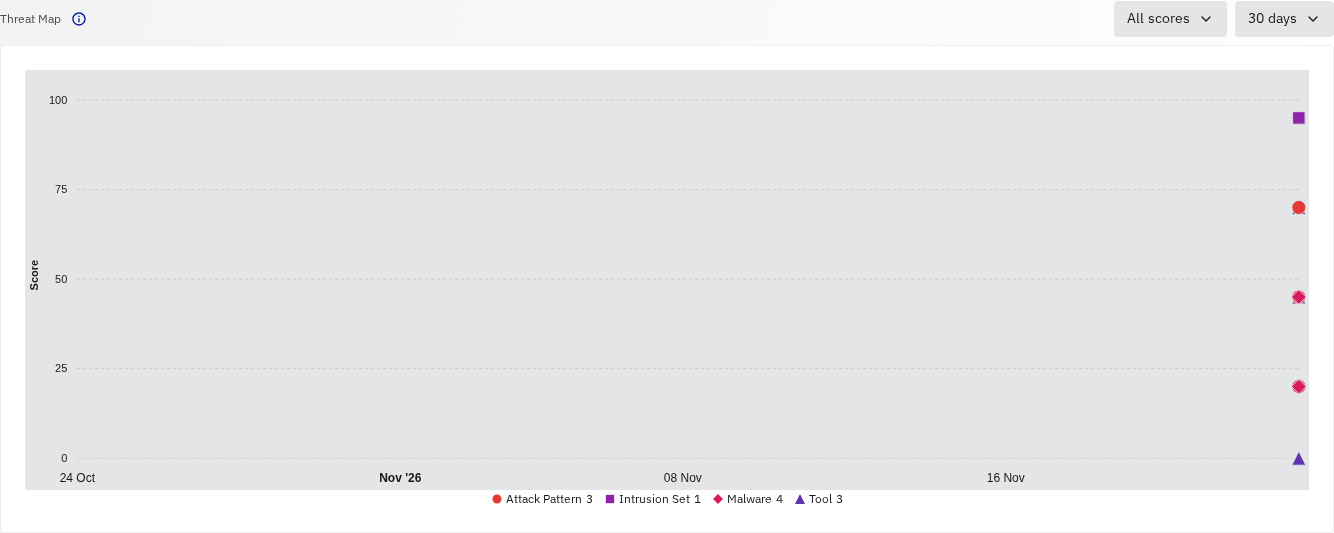 Threat Map
All scores
30 days
100
75
50
25
0
Score
24 Oct
Nov '26
08 Nov
16 Nov
Attack Pattern 3
Intrusion Set 1
Malware 4
Tool 3